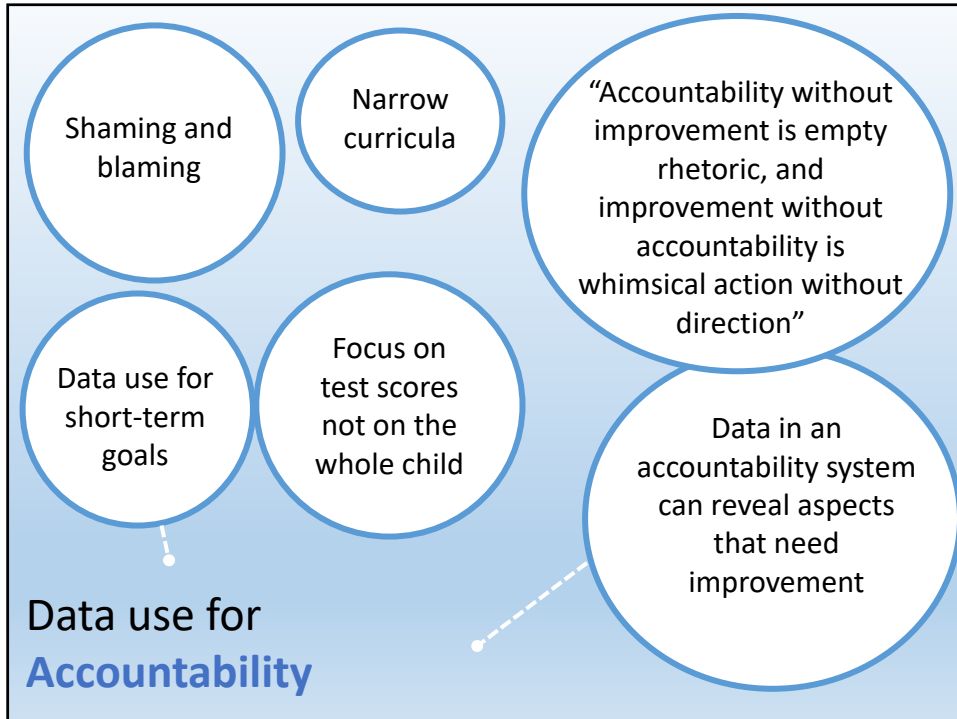 Shaming and
blaming
Narrow
curricula
“Accountability without
improvement is empty
rhetoric, and
improvement without
accountability is
whimsical action without
direction”
Data use for
short-term
goals
Focus on
test scores
not on the
whole child
Data in an
accountability system
can reveal aspects
that need
improvement
Data use for
Accountability